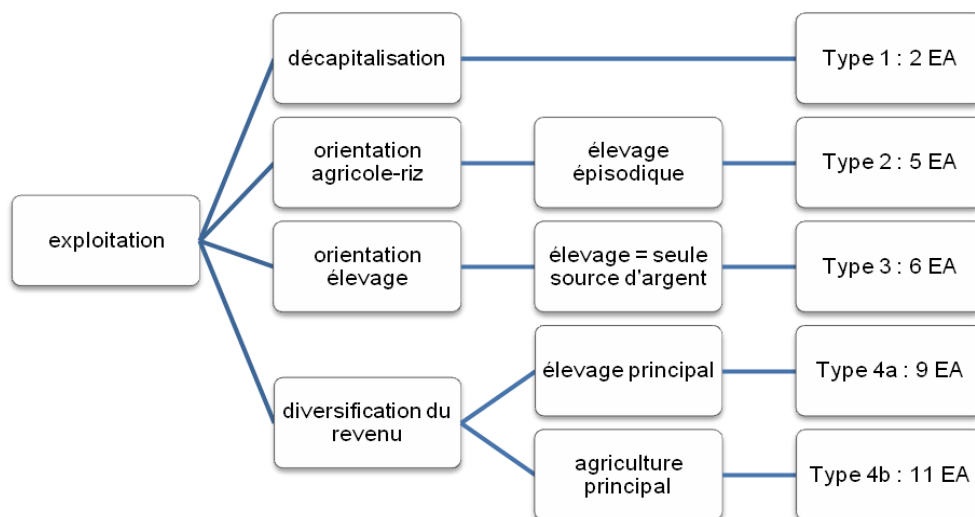 exploitation
décapitalisation
Type 1 : 2 EA
orientation
agricole-riz
élevage
épisodique
Type 2 : 5 EA
orientation
élevage
élevage = seule
source d'argent
Type 3 : 6 EA
diversification du
revenu
élevage principal
Type 4a : 9 EA
agriculture
principal
Type 4b : 11 EA